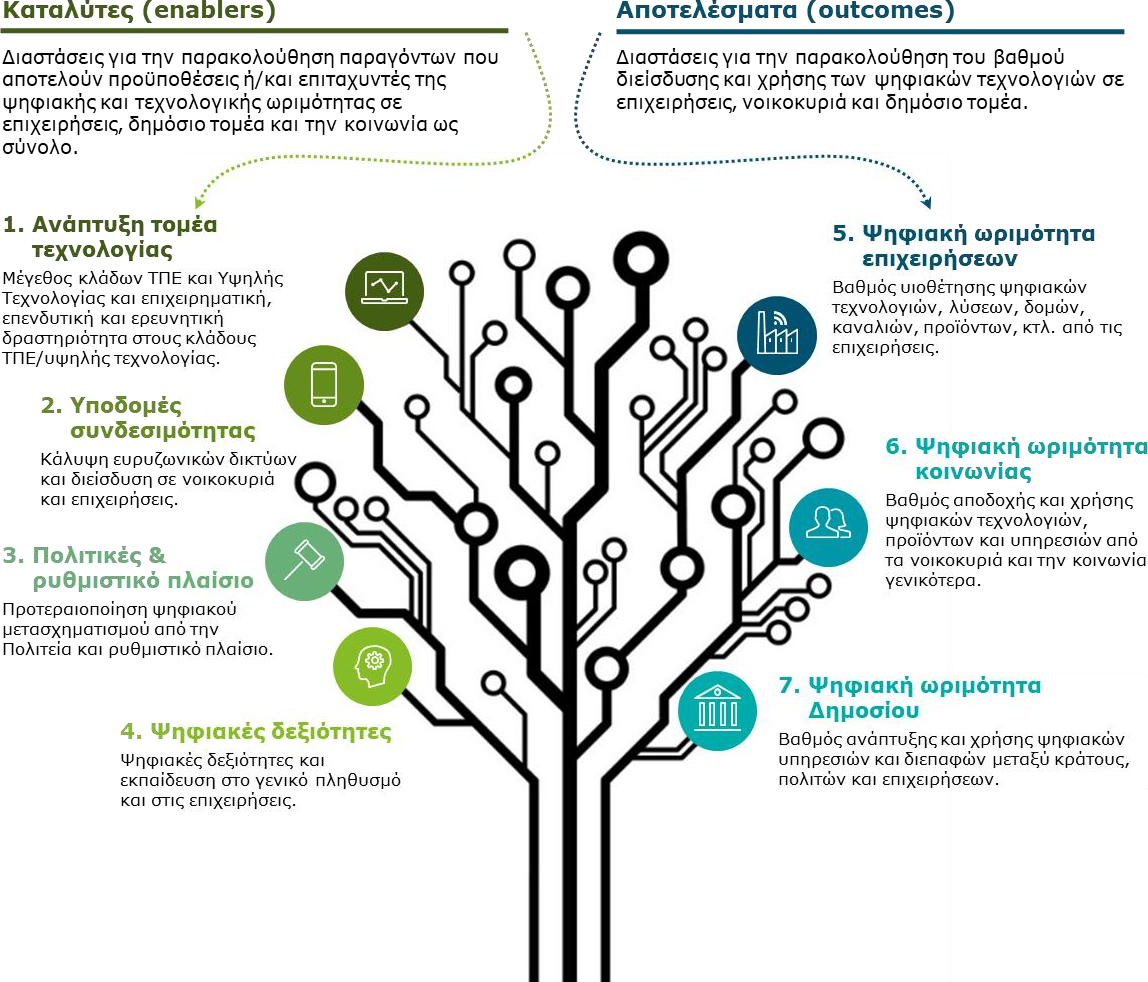 Καταλύτες (enablers)
Διαστάσεις για την παρακολούθηση παραγόντων που
αποτελούν προϋποθέσεις ή/και επιταχυντές της
ψηφιακής και τεχνολογικής ωριμότητας σε
επιχειρήσεις, δημόσιο τομέα και την κοινωνία ως
σύνολο.
Αποτελέσματα (outcomes)
Διαστάσεις για την παρακολούθηση του βαθμού
διείσδυσης και χρήσης των ψηφιακών τεχνολογιών σε
επιχειρήσεις, νοικοκυριά και δημόσιο τομέα.
1. Ανάπτυξη τομέα
τεχνολογίας
Μέγεθος κλάδων ΤΠΕ και Υψηλής
Τεχνολογίας και επιχειρηματική,
επενδυτική και ερευνητική
δραστηριότητα στους κλάδους
ΤΠΕ/υψηλής τεχνολογίας.
2. Υποδομές
συνδεσιμότητας
Κάλυψη ευρυζωνικών δικτύων
και διείσδυση σε νοικοκυριά
και επιχειρήσεις.
3. Πολιτικές &
ρυθμιστικό πλαίσιο
Προτεραιοποίηση ψηφιακού
μετασχηματισμού από την
Πολιτεία και ρυθμιστικό πλαίσιο.
4. Ψηφιακές δεξιότητες
Ψηφιακές δεξιότητες και
εκπαίδευση στο γενικό πληθυσμό
και στις επιχειρήσεις.
5. Ψηφιακή ωριμότητα
επιχειρήσεων
Βαθμός υιοθέτησης ψηφιακών
τεχνολογιών, λύσεων, δομών,
καναλιών, προϊόντων, κτλ. από τις
επιχειρήσεις.
6. Ψηφιακή ωριμότητα
κοινωνίας
Βαθμός αποδοχής και χρήσης
ψηφιακών τεχνολογιών,
προϊόντων και υπηρεσιών από
τα νοικοκυριά και την κοινωνία
γενικότερα.
7. Ψηφιακή ωριμότητα
Δημοσίου
Βαθμός ανάπτυξης και χρήσης ψηφιακών
υπηρεσιών και διεπαφών μεταξύ κράτους,
πολιτών και επιχειρήσεων.